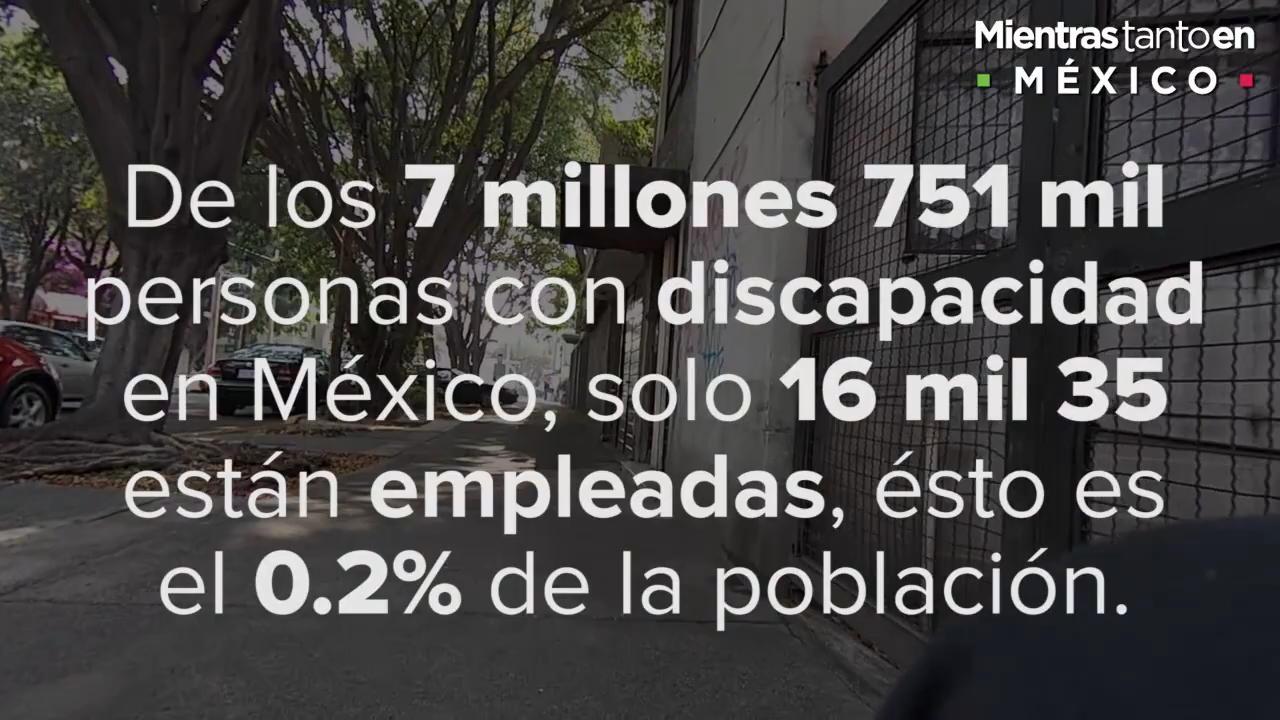 Mientras tanto en
MÉXICO
De los 7 millones 751 mil
personas con discapacidad
en México, solo 16 mil 35
están empleadas, ésto es
el 0.2% de la población.